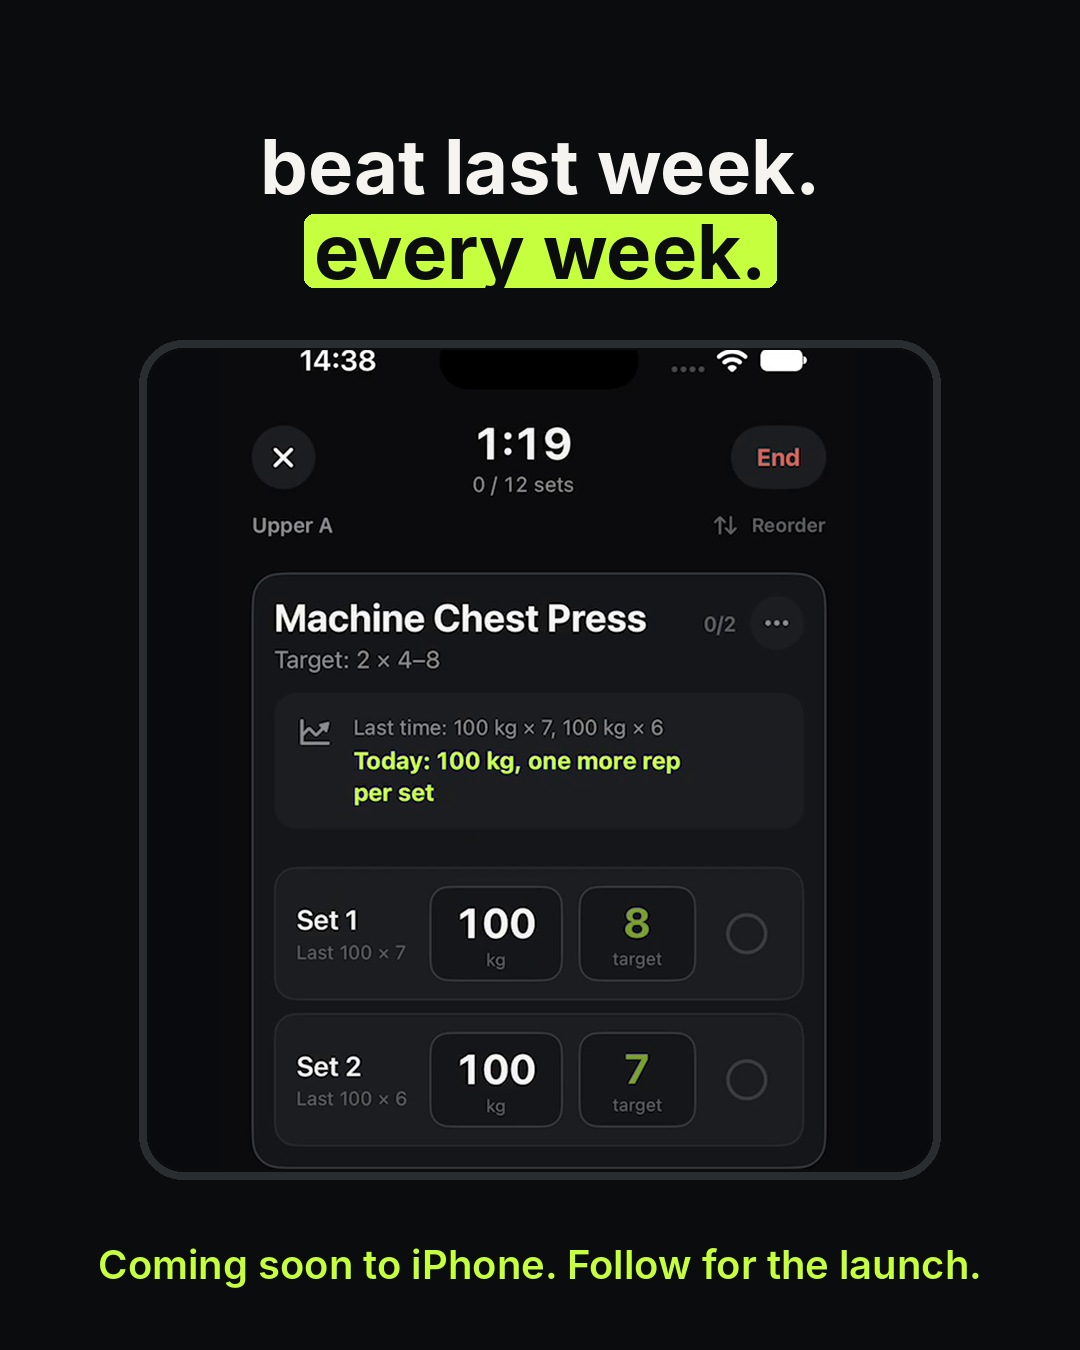 beat last week.
every week.
14:38
1:19
0 / 12 sets
End
Upper A
Reorder
Machine Chest Press
0/2
Target: 2 × 4–8
Last time: 100 kg × 7, 100 kg × 6
Today: 100 kg, one more rep
per set
Set 1
Last 100 × 7
100
kg
8
target
Set 2
Last 100 × 6
100
kg
7
target
Coming soon to iPhone. Follow for the launch.